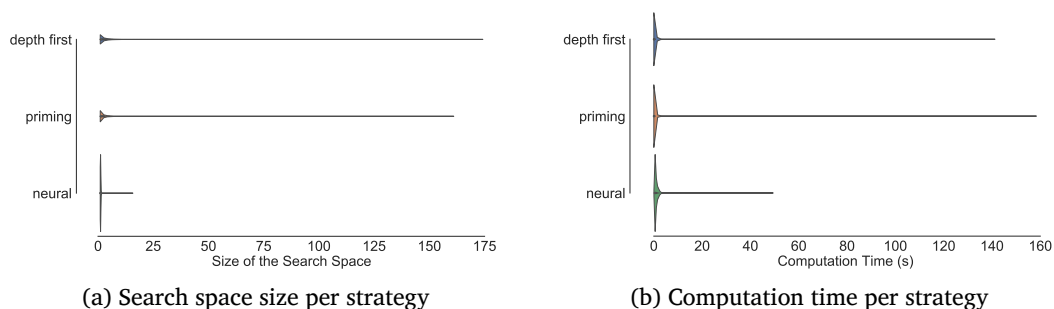 depth first
priming
neural
0 25 50 75 100 125 150 175
Size of the Search Space
(a) Search space size per strategy
depth first
priming
neural
0 20 40 60 80 100 120 140 160
Computation Time (s)
(b) Computation time per strategy